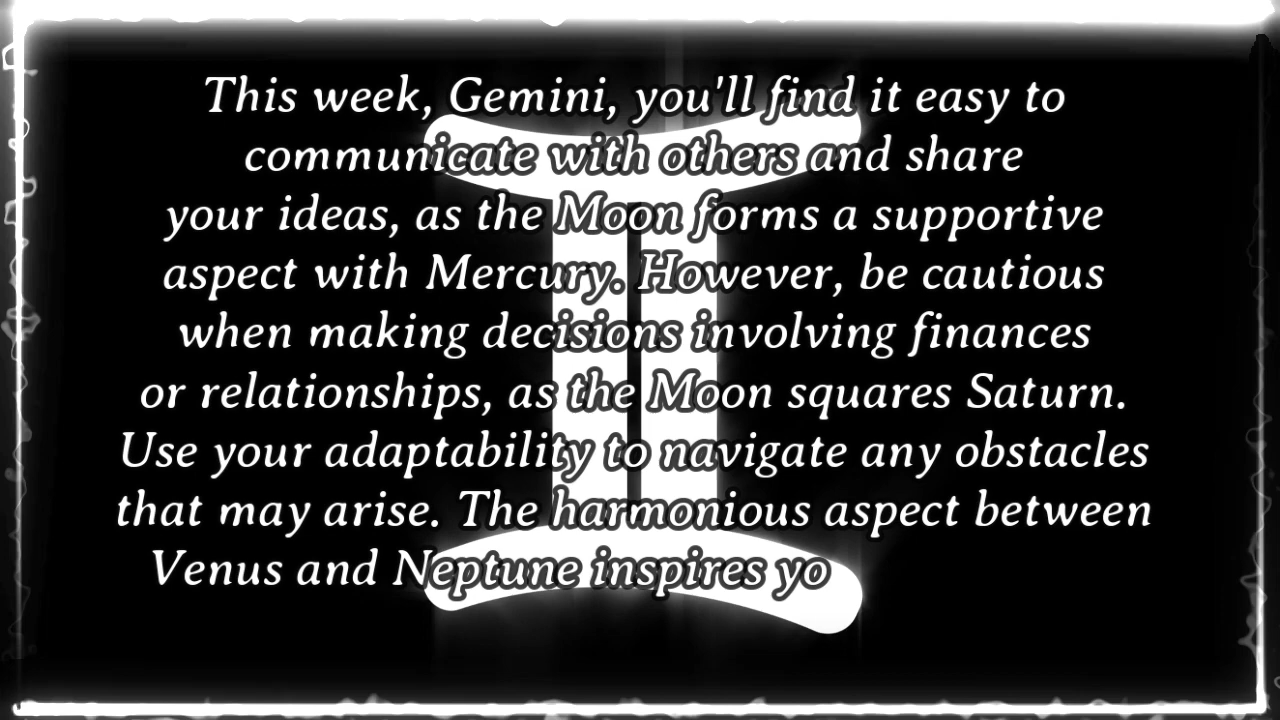 This week, Gemini, you'll find it easy to
communicate with others and share
your ideas, as the Moon forms a supportive
aspect with Mercury. However, be cautious
when making decisions involving finances
or relationships, as the Moon squares Saturn.
Use your adaptability to navigate any obstacles
that may arise. The harmonious aspect between
Venus and Neptune inspires yo